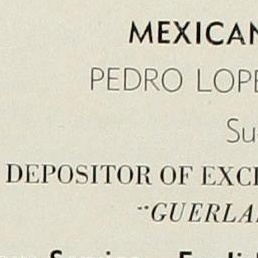 MEXICAN
PEDRO LOPE
Su
DEPOSITOR OF EXC
"GUERLA